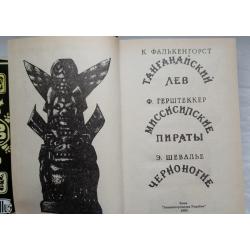 К. ФАЛЬКЕНГОРСТ
ТАНГАНАЙСКИЙ
ЛЕВ
Ф. ГЕРШТЕККЕР
МИССИСИПСКИЕ
ПИРАТЫ
Э. ШЕВАЛЬЕ
ЧЕРНОНОГИЕ